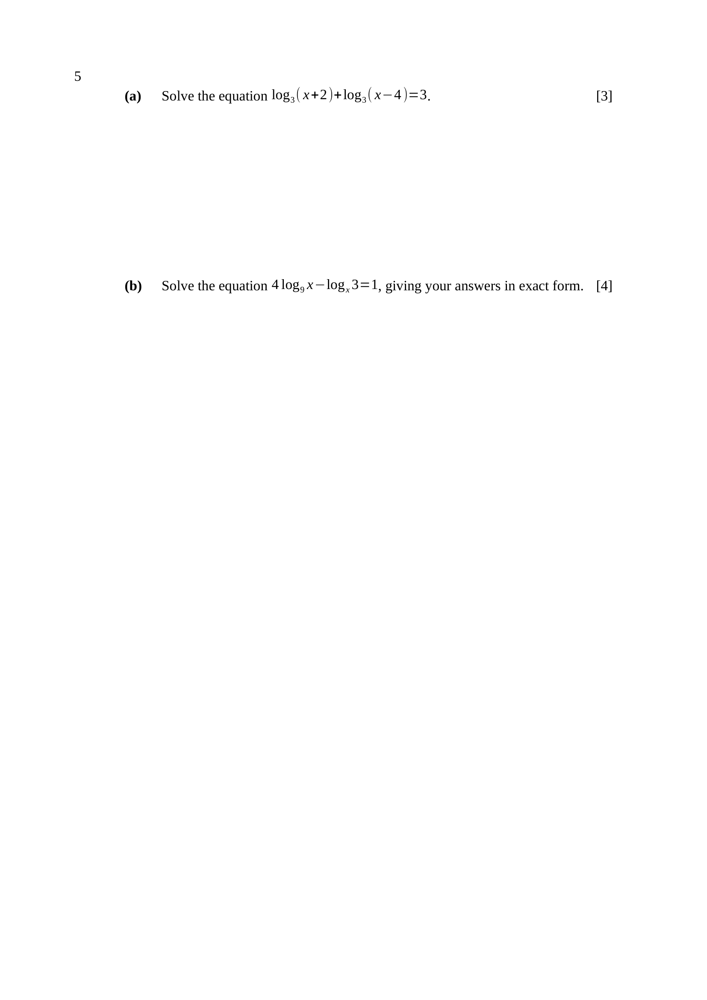 5
(a) Solve the equation log₃(x+2)+log₃(x−4)=3. [3]
(b) Solve the equation 4 log₉ x−logₓ 3=1, giving your answers in exact form. [4]